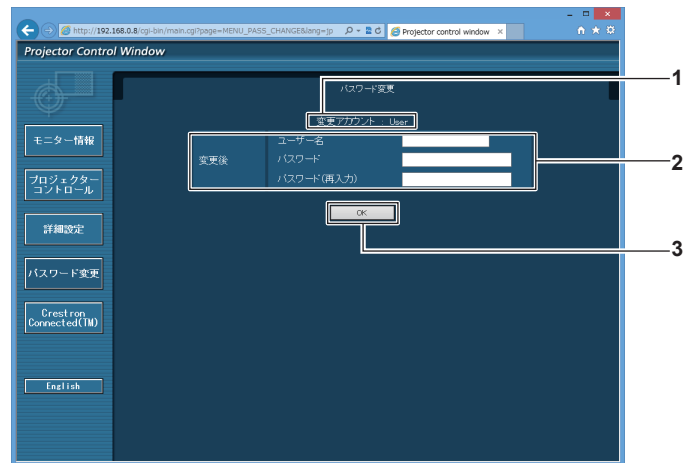 http://192.168.0.8/cgi-bin/main.cgi?page=MENU_PASS_CHANGE&lang=jp
Projector control window
Projector Control Window
1
パスワード変更
変更アカウント : User
モニター情報
ユーザー名
変更後
パスワード
2
パスワード(再入力)
プロジェクター
コントロール
OK
詳細設定
3
パスワード変更
Crestron
Connected(TM)
English